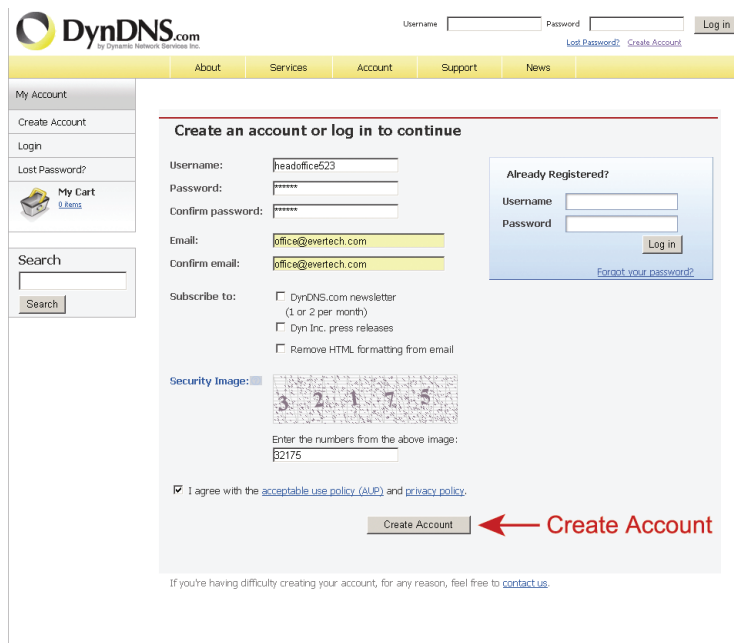 DynDNS.com
by Dynamic Network Services Inc.
Username Password Log in
Lost Password? Create Account
About Services Account Support News
My Account
Create Account
Login
Lost Password?
My Cart
0 items
Search
Search
Create an account or log in to continue
Username: headoffice523
Password: ******
Confirm password: ******
Email: office@evertech.com
Confirm email: office@evertech.com
Subscribe to: DynDNS.com newsletter
(1 or 2 per month)
Dyn Inc. press releases
Remove HTML formatting from email
Security Image:
3 2 1 7 5
Enter the numbers from the above image:
32175
I agree with the acceptable use policy (AUP) and privacy policy.
Create Account
Create Account
Already Registered?
Username
Password
Log in
Forgot your password?
If you're having difficulty creating your account, for any reason, feel free to contact us.